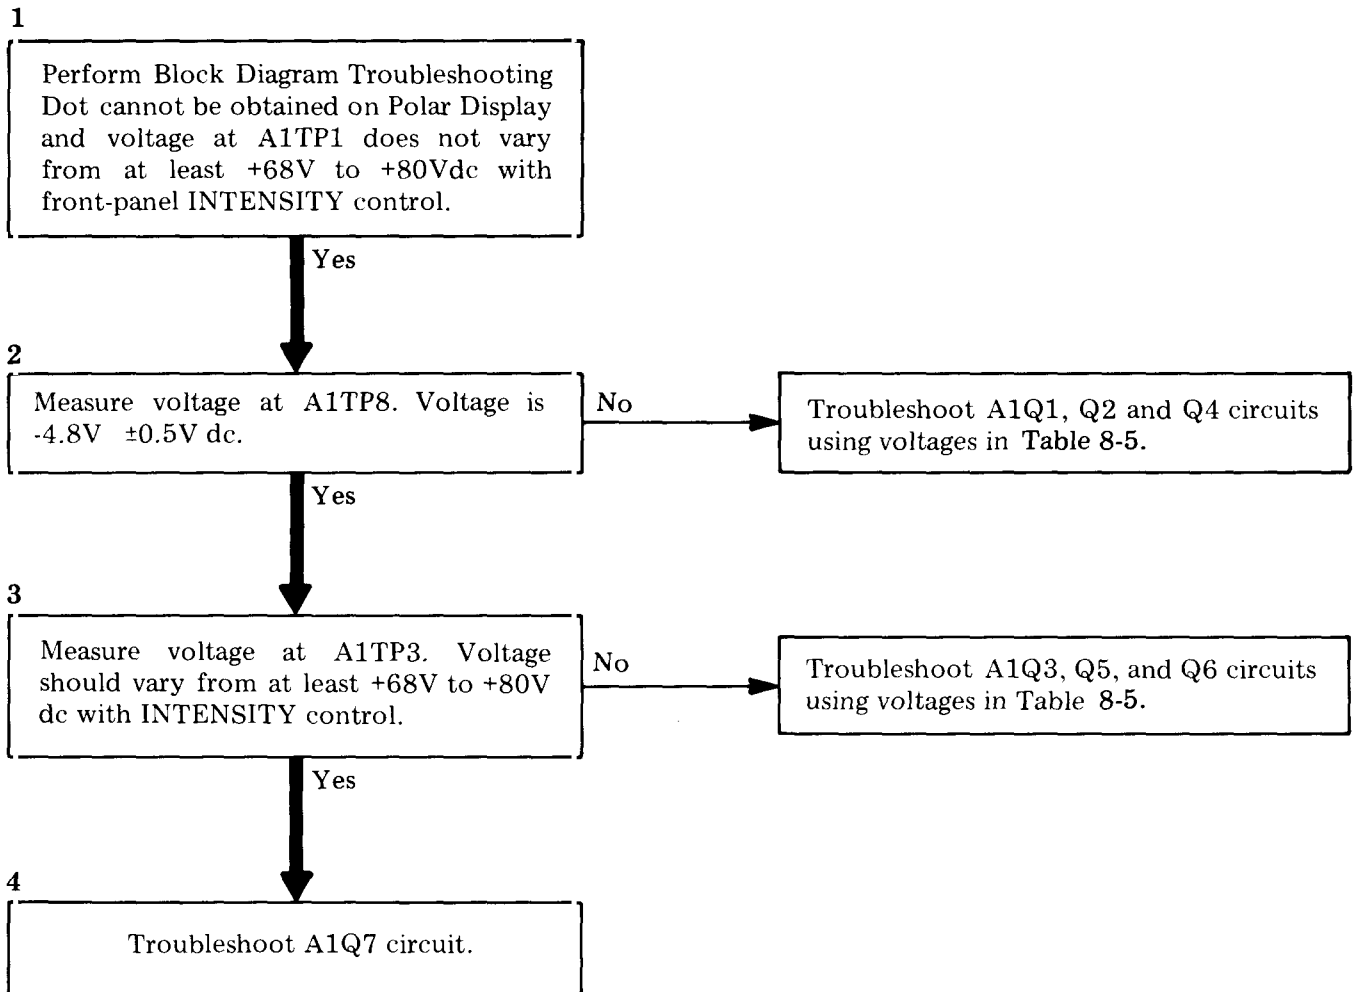 1
Perform Block Diagram Troubleshooting
Dot cannot be obtained on Polar Display
and voltage at A1TP1 does not vary
from at least +68V to +80Vdc with
front-panel INTENSITY control.
Yes
2
Measure voltage at A1TP8. Voltage is
-4.8V ±0.5V dc.
No
Troubleshoot A1Q1, Q2 and Q4 circuits
using voltages in Table 8-5.
Yes
3
Measure voltage at A1TP3. Voltage
should vary from at least +68V to +80V
dc with INTENSITY control.
No
Troubleshoot A1Q3, Q5, and Q6 circuits
using voltages in Table 8-5.
Yes
4
Troubleshoot A1Q7 circuit.